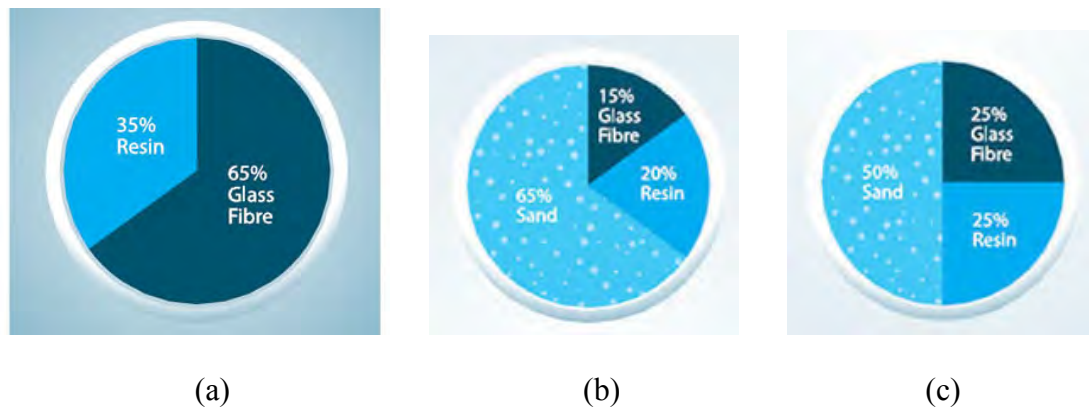 35%
Resin
65%
Glass
Fibre
15%
Glass
Fibre
20%
Resin
65%
Sand
25%
Glass
Fibre
50%
Sand
25%
Resin
(a)
(b)
(c)